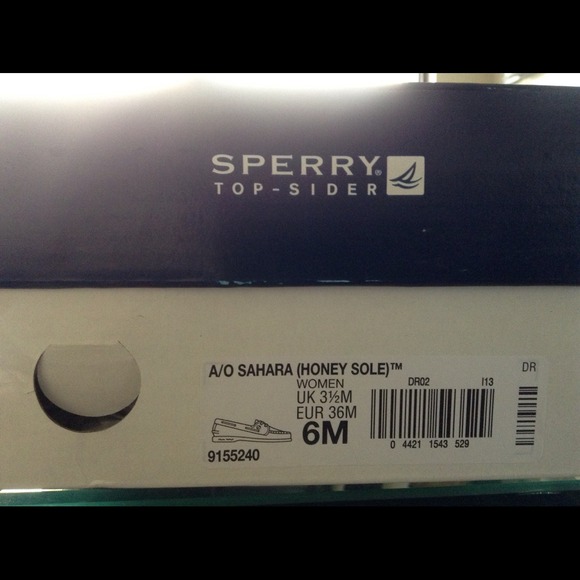 SPERRY®
TOP-SIDER
A/O SAHARA (HONEY SOLE)™ DR
WOMEN DR02 I13
UK 3½M
EUR 36M
6M
0 4421 1543 529
9155240